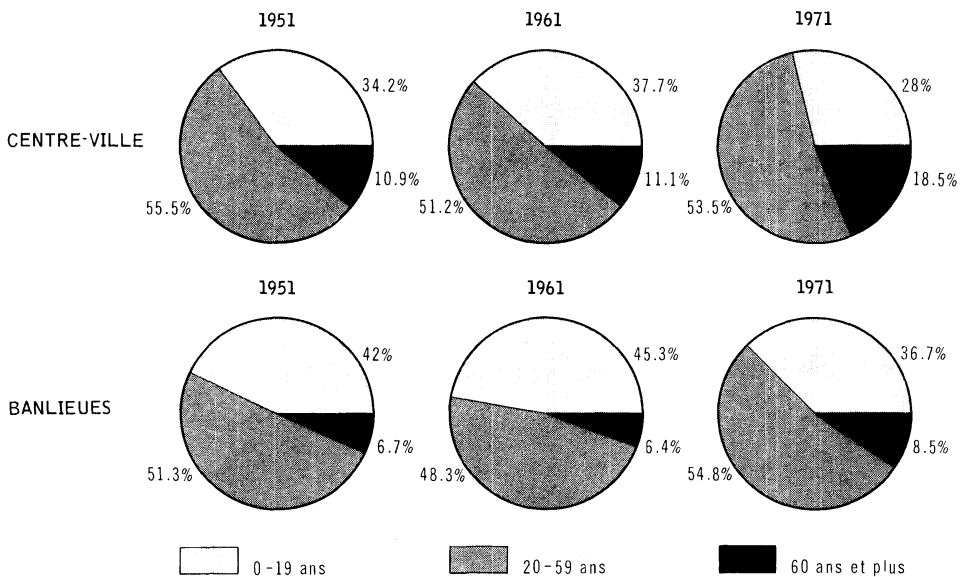 1951 1961 1971
34.2% 37.7% 28%
CENTRE-VILLE
10.9% 11.1% 18.5%
55.5% 51.2% 53.5%
1951 1961 1971
42% 45.3% 36.7%
BANLIEUES
6.7% 6.4% 8.5%
51.3% 48.3% 54.8%
0-19 ans 20-59 ans 60 ans et plus